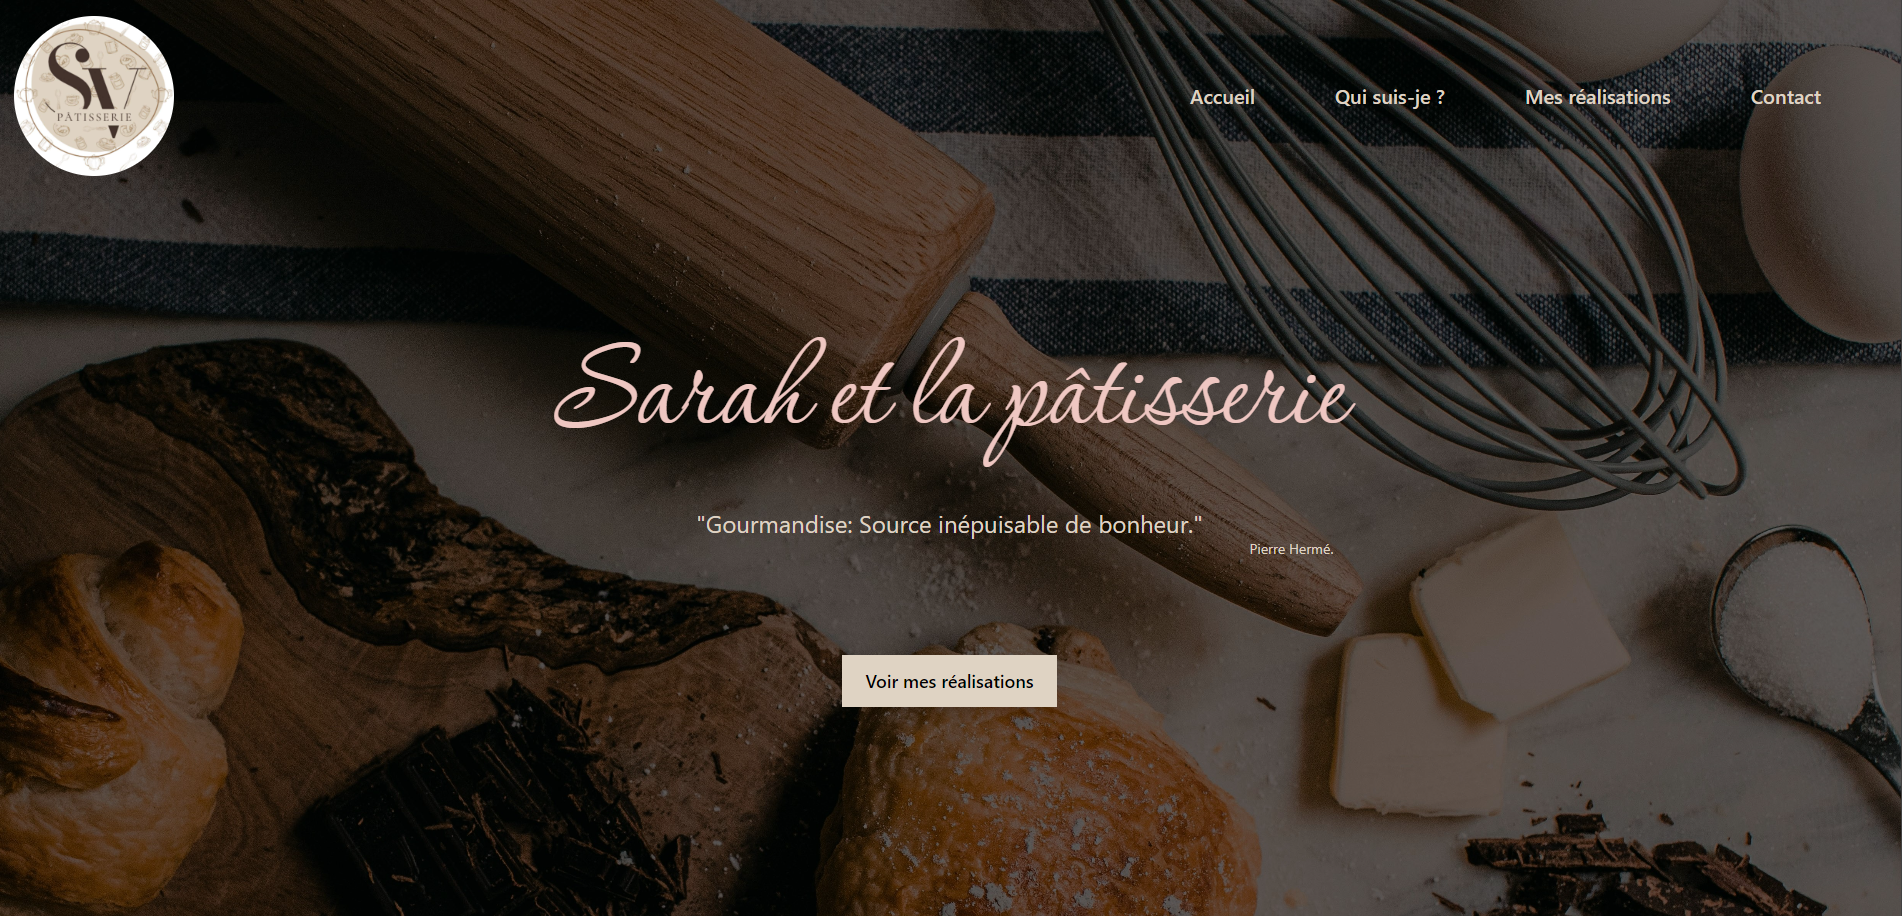 SV
PÂTISSERIE
Accueil
Qui suis-je ?
Mes réalisations
Contact
Sarah et la pâtisserie
"Gourmandise: Source inépuisable de bonheur."
Pierre Hermé.
Voir mes réalisations